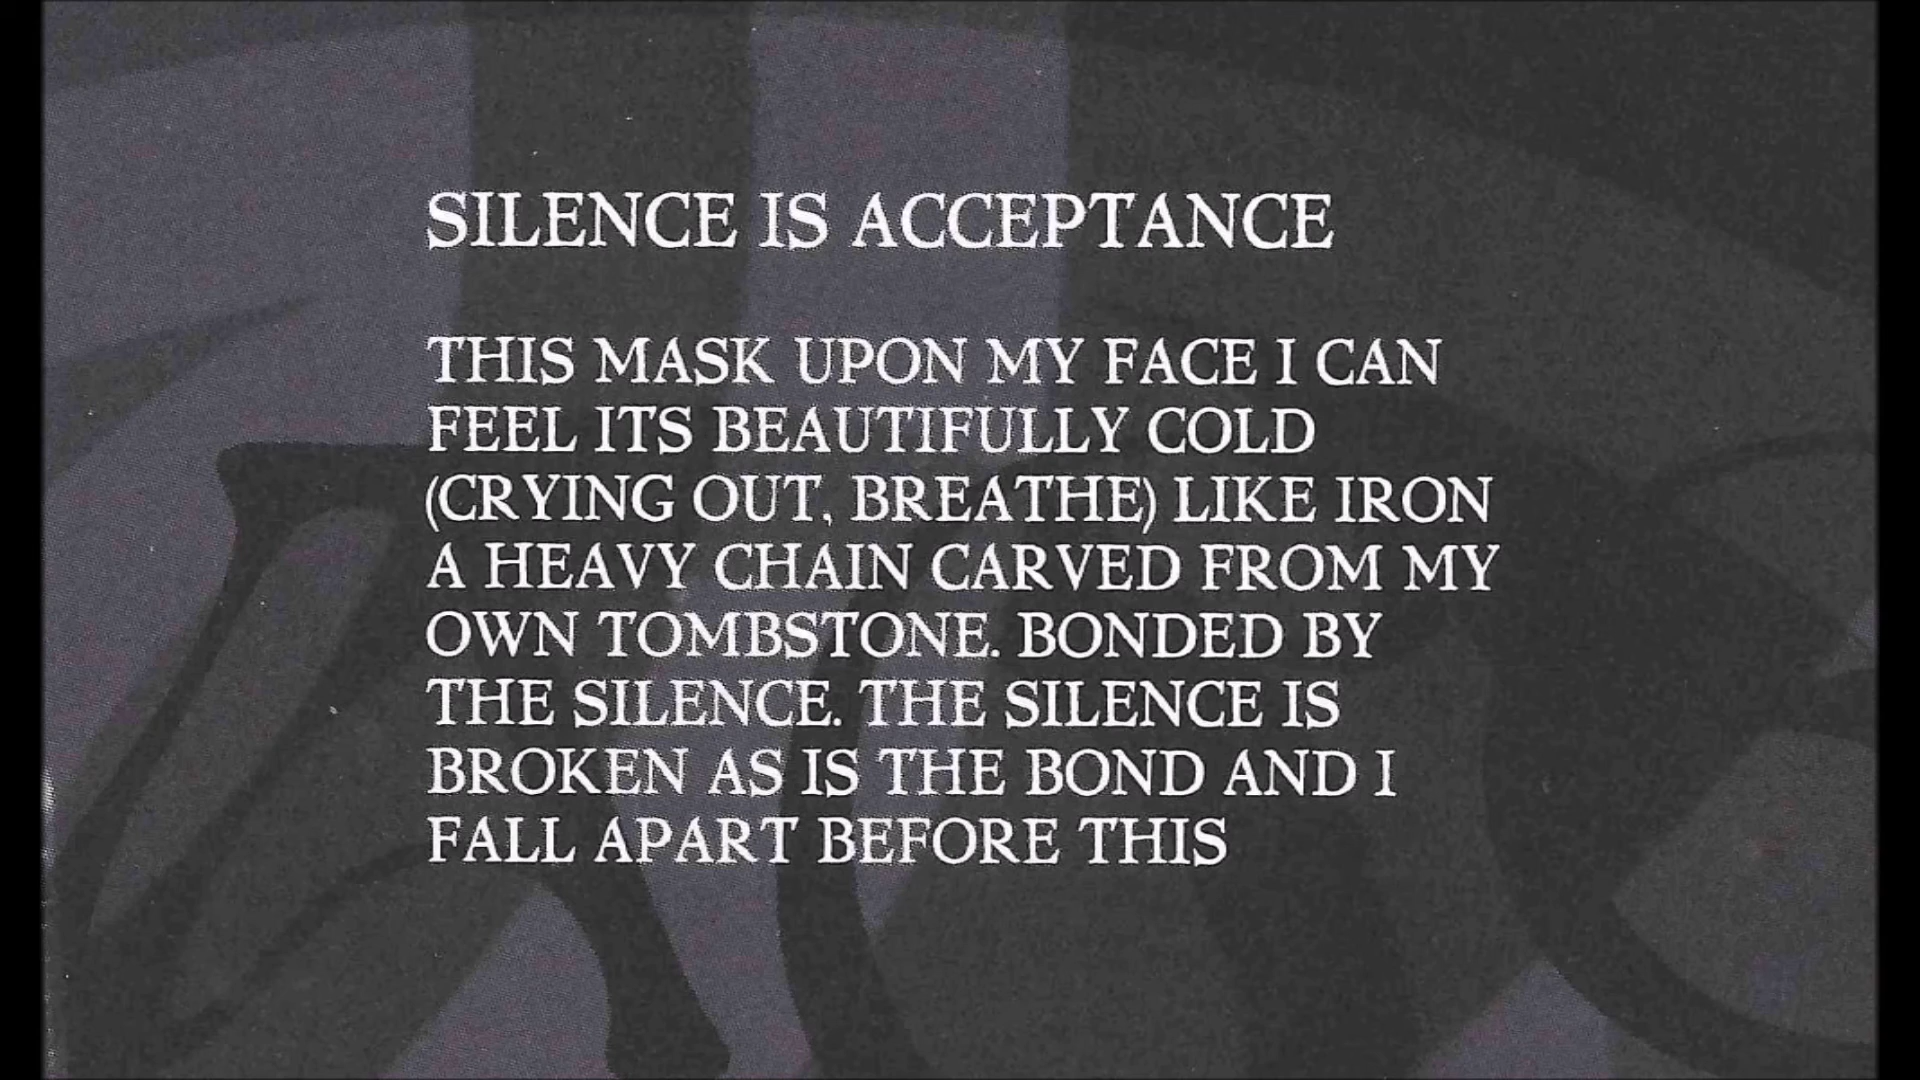 SILENCE IS ACCEPTANCE
THIS MASK UPON MY FACE I CAN
FEEL ITS BEAUTIFULLY COLD
(CRYING OUT, BREATHE) LIKE IRON
A HEAVY CHAIN CARVED FROM MY
OWN TOMBSTONE. BONDED BY
THE SILENCE. THE SILENCE IS
BROKEN AS IS THE BOND AND I
FALL APART BEFORE THIS